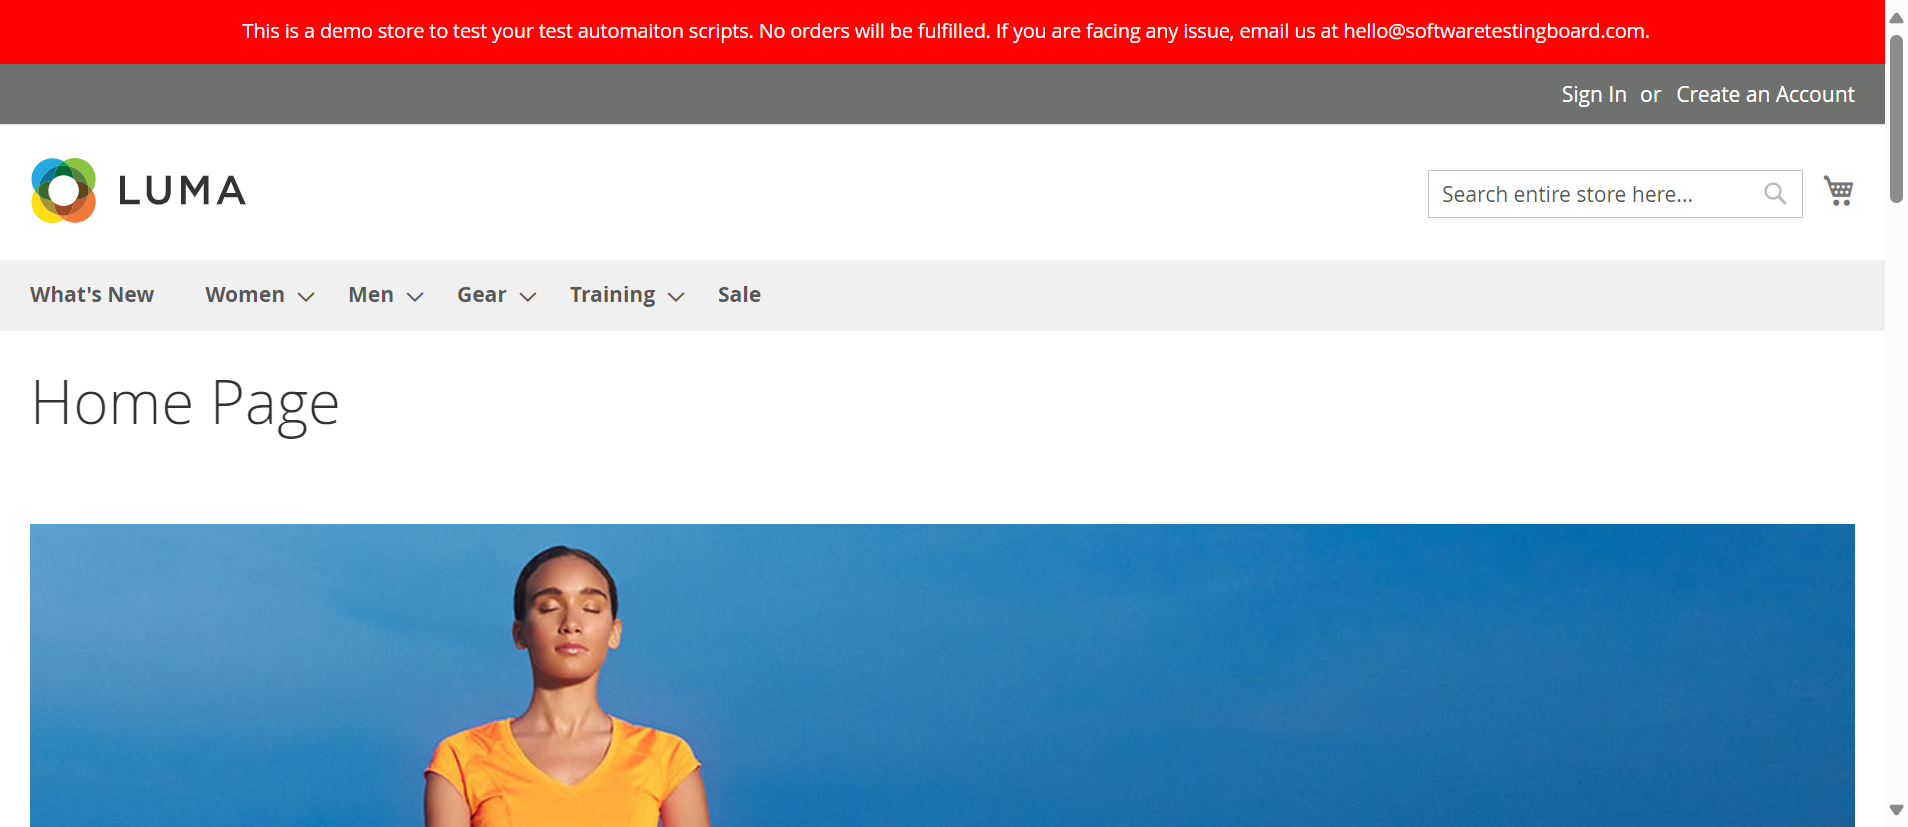 This is a demo store to test your test automaiton scripts. No orders will be fulfilled. If you are facing any issue, email us at hello@softwaretestingboard.com.
Sign In or Create an Account
LUMA
Search entire store here...
What's New Women Men Gear Training Sale
Home Page